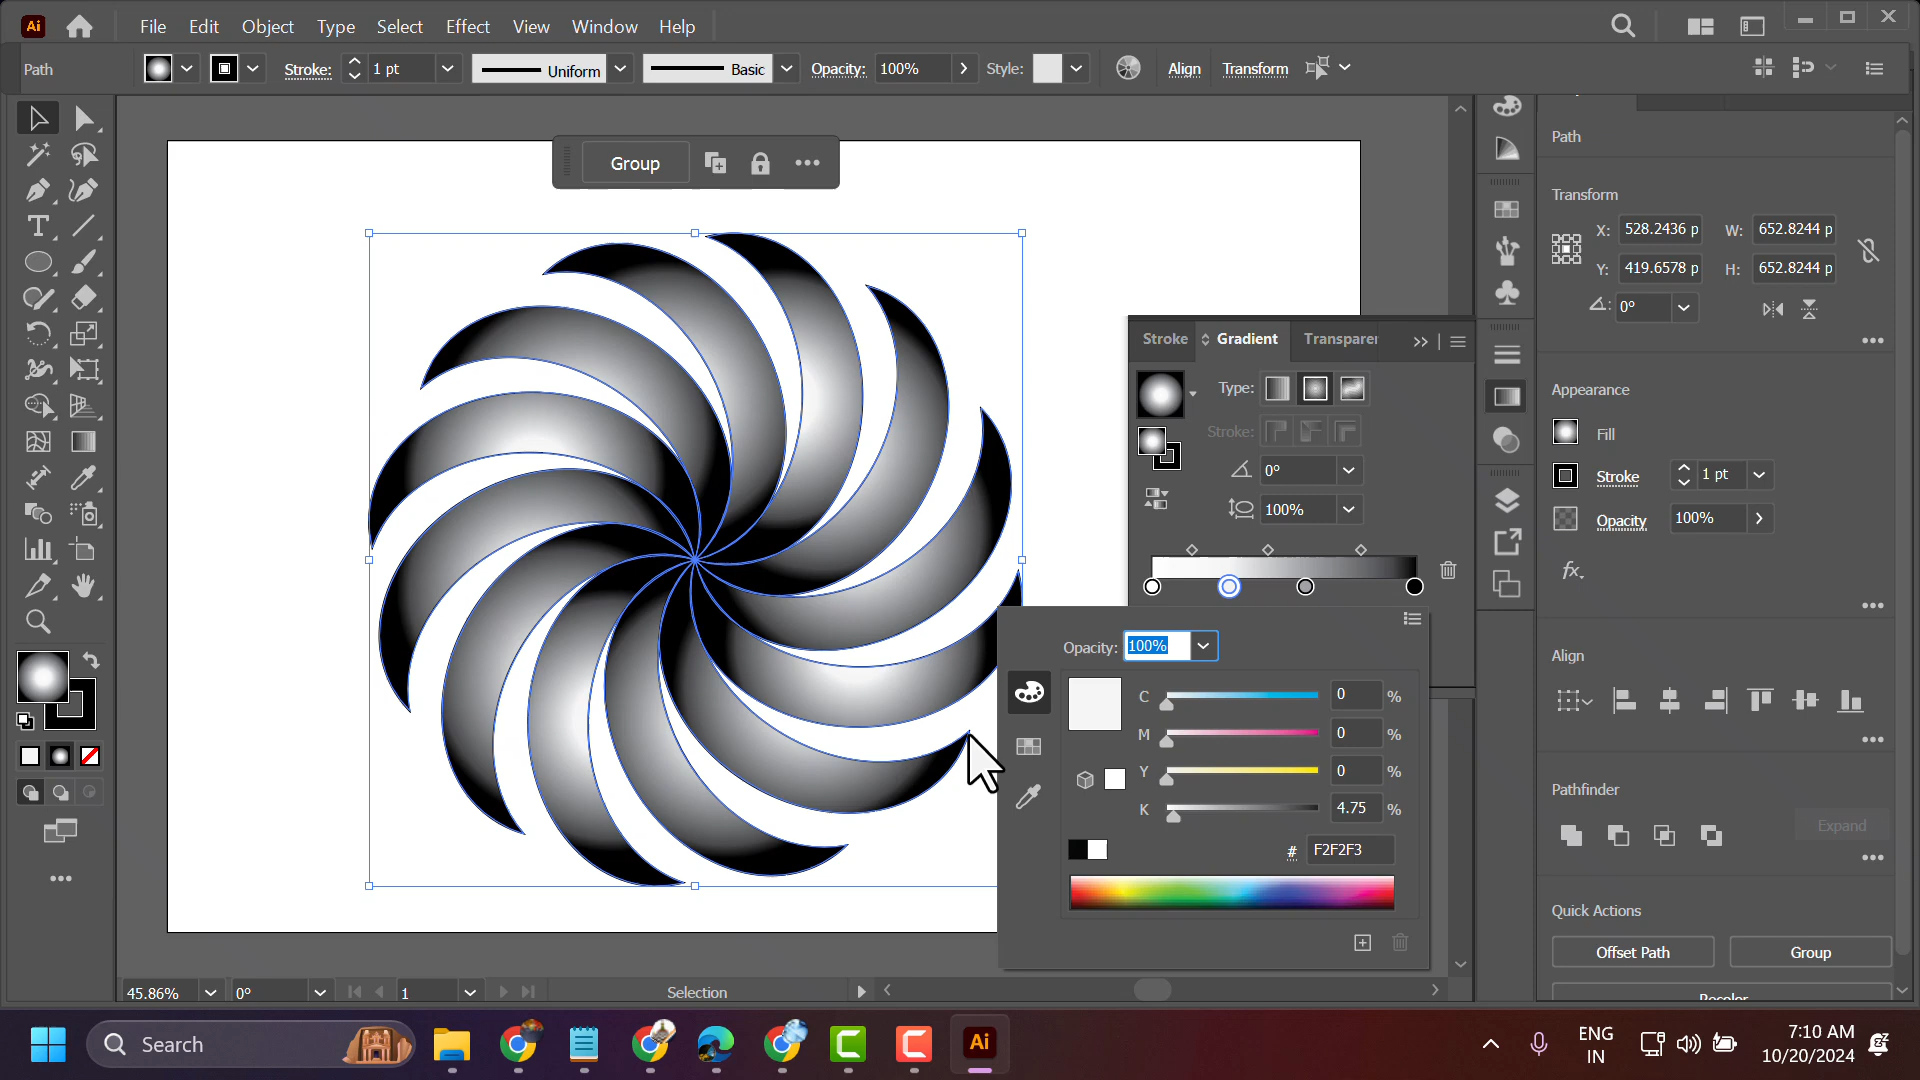 Ai File Edit Object Type Select Effect View Window Help
Path Stroke: 1 pt Uniform Basic Opacity: 100% Style: Align Transform
Group
Path
Transform
X: 528.2436 p W: 652.8244 p
Y: 419.6578 p H: 652.8244 p
0°
Stroke Gradient
Type:
Stroke:
0°
100%
Appearance
Fill
Stroke 1 pt
Opacity 100%
fx.
Opacity: 100%
C 0 %
M 0 %
Y 0 %
K 4.75 %
# F2F2F3
Align
Pathfinder
Expand
Quick Actions
Offset Path Group
45.86% 0° 1 Selection
Search
Ai
ENG
IN
7:10 AM
10/20/2024